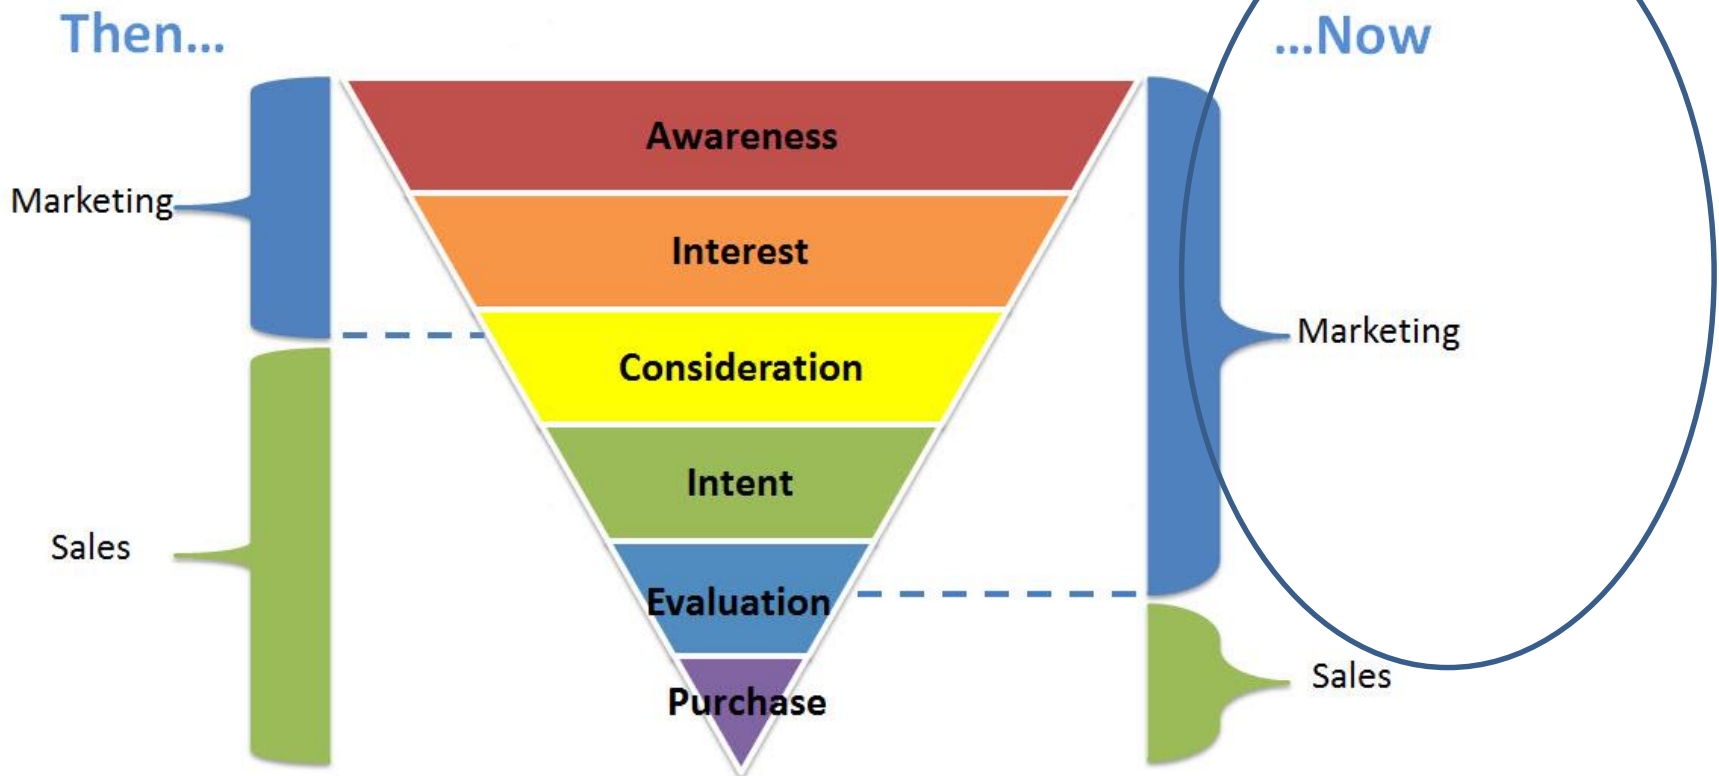 Then...
...Now
Awareness
Marketing
Interest
Marketing
Consideration
Intent
Sales
Evaluation
Sales
Purchase